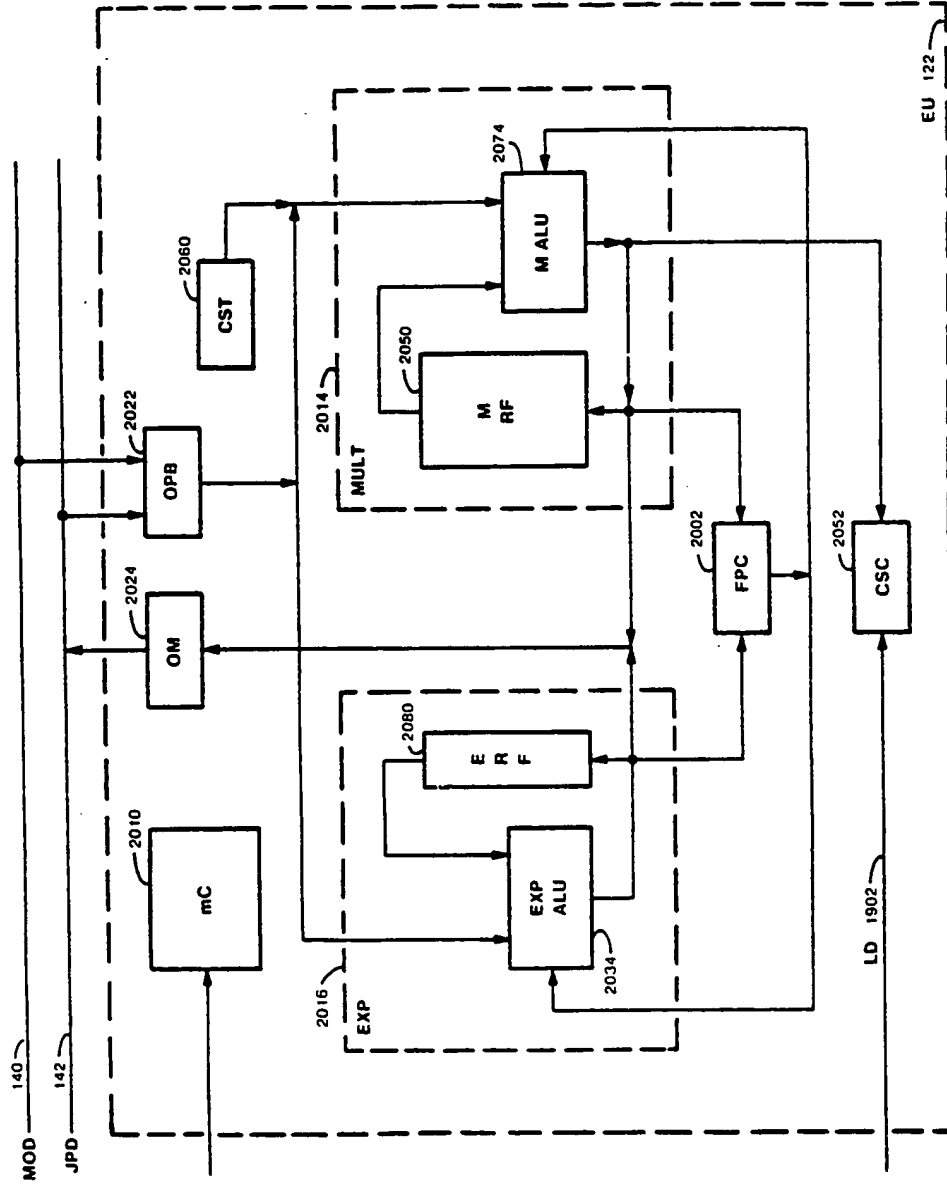 MOD 140
JPD 142
2010
mC
2024
OM
2022
OPB
2060
CST
2016
EXP
EXP
ALU
2034
2080
E
R
F
2014
MULT
2050
M
RF
2074
M ALU
2002
FPC
2052
CSC
LD 1902
EU 122